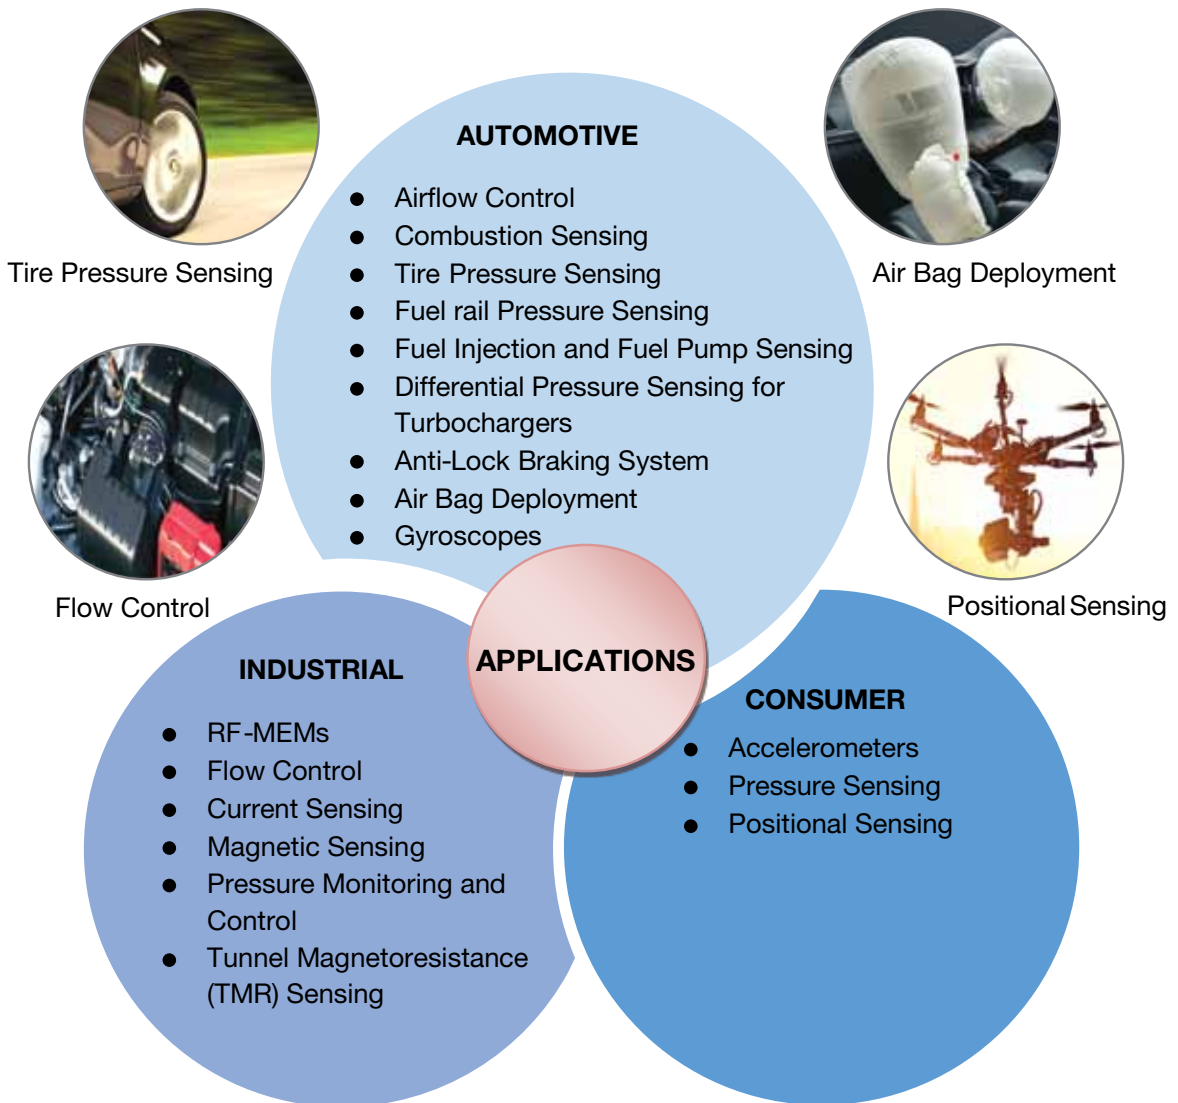 AUTOMOTIVE
● Airflow Control
● Combustion Sensing
● Tire Pressure Sensing
● Fuel rail Pressure Sensing
● Fuel Injection and Fuel Pump Sensing
● Differential Pressure Sensing for
Turbochargers
● Anti-Lock Braking System
● Air Bag Deployment
● Gyroscopes
Tire Pressure Sensing
Air Bag Deployment
Flow Control
Positional Sensing
APPLICATIONS
INDUSTRIAL
● RF-MEMs
● Flow Control
● Current Sensing
● Magnetic Sensing
● Pressure Monitoring and
Control
● Tunnel Magnetoresistance
(TMR) Sensing
CONSUMER
● Accelerometers
● Pressure Sensing
● Positional Sensing